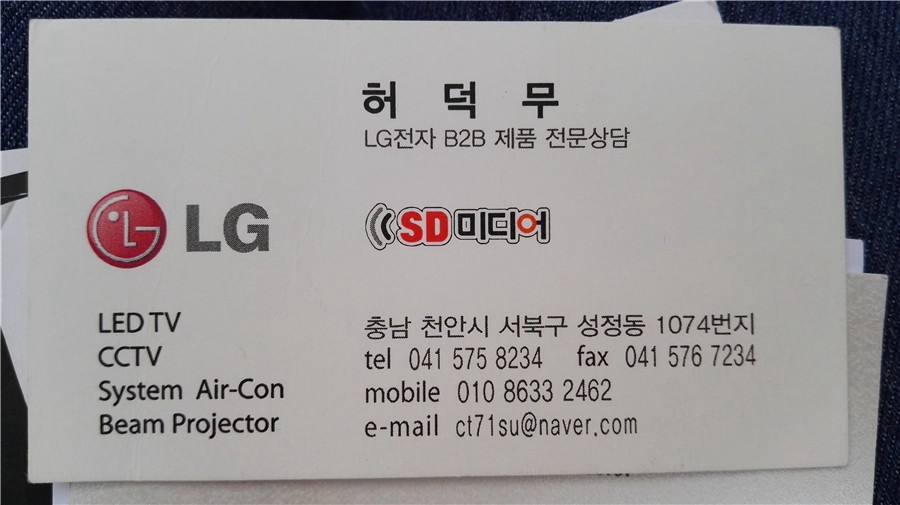 허 덕 무
LG전자 B2B 제품 전문상담
LG
SD미디어
LED TV
CCTV
System Air-Con
Beam Projector
충남 천안시 서북구 성정동 1074번지
tel 041 575 8234 fax 041 576 7234
mobile 010 8633 2462
e-mail ct71su@naver.com